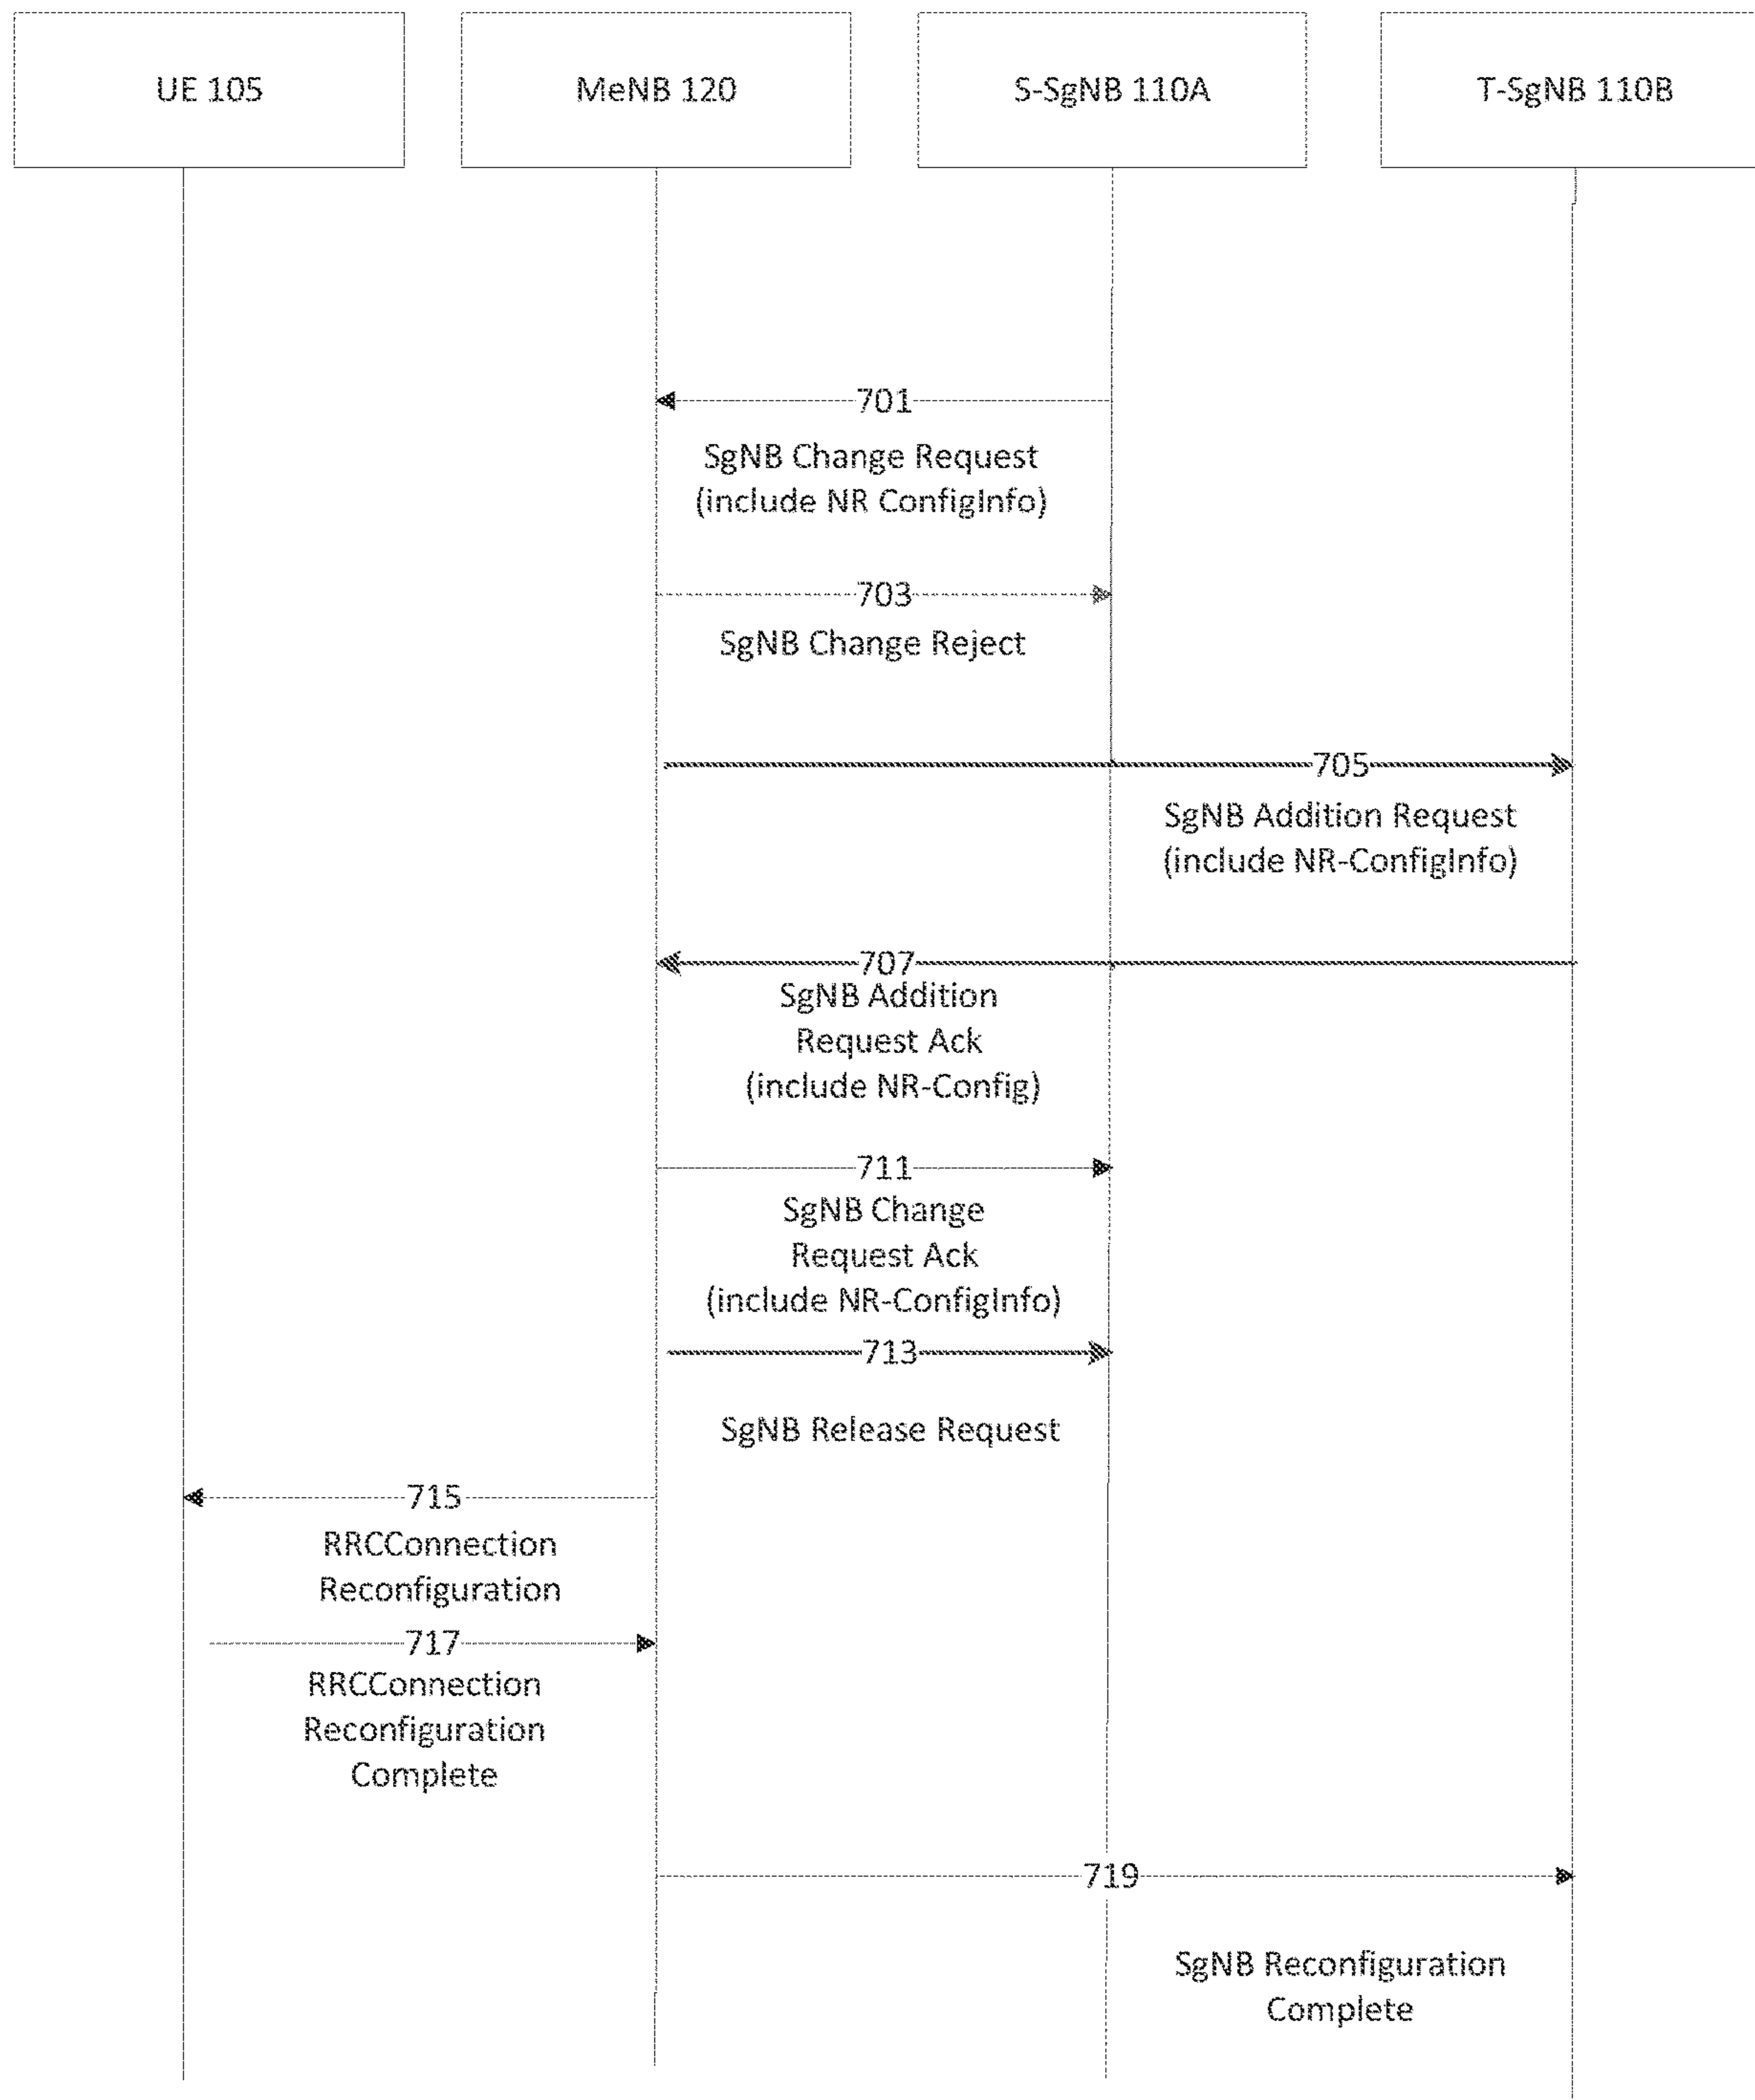 UE 105
MeNB 120
S-SgNB 110A
T-SgNB 110B
701
SgNB Change Request
(include NR ConfigInfo)
703
SgNB Change Reject
705
SgNB Addition Request
(include NR-ConfigInfo)
707
SgNB Addition
Request Ack
(include NR-Config)
711
SgNB Change
Request Ack
(include NR-ConfigInfo)
713
SgNB Release Request
715
RRCConnection
Reconfiguration
717
RRCConnection
Reconfiguration
Complete
719
SgNB Reconfiguration
Complete